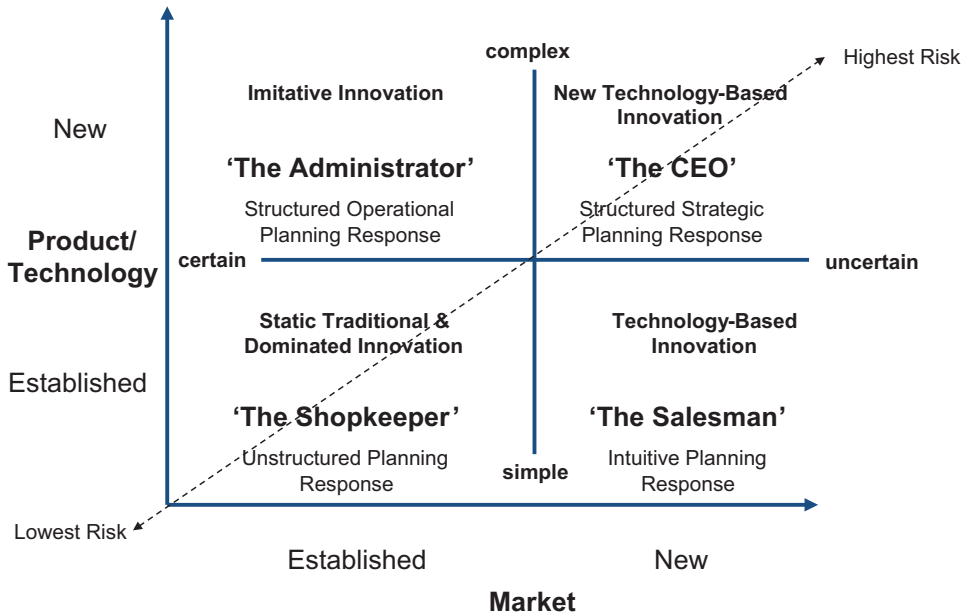 complex
Highest Risk
Imitative Innovation
New Technology-Based
Innovation
New
‘The Administrator’
‘The CEO’
Structured Operational
Planning Response
Structured Strategic
Planning Response
Product/
Technology
certain
uncertain
Static Traditional &
Dominated Innovation
Technology-Based
Innovation
Established
‘The Shopkeeper’
‘The Salesman’
Unstructured Planning
Response
simple
Intuitive Planning
Response
Lowest Risk
Established
New
Market